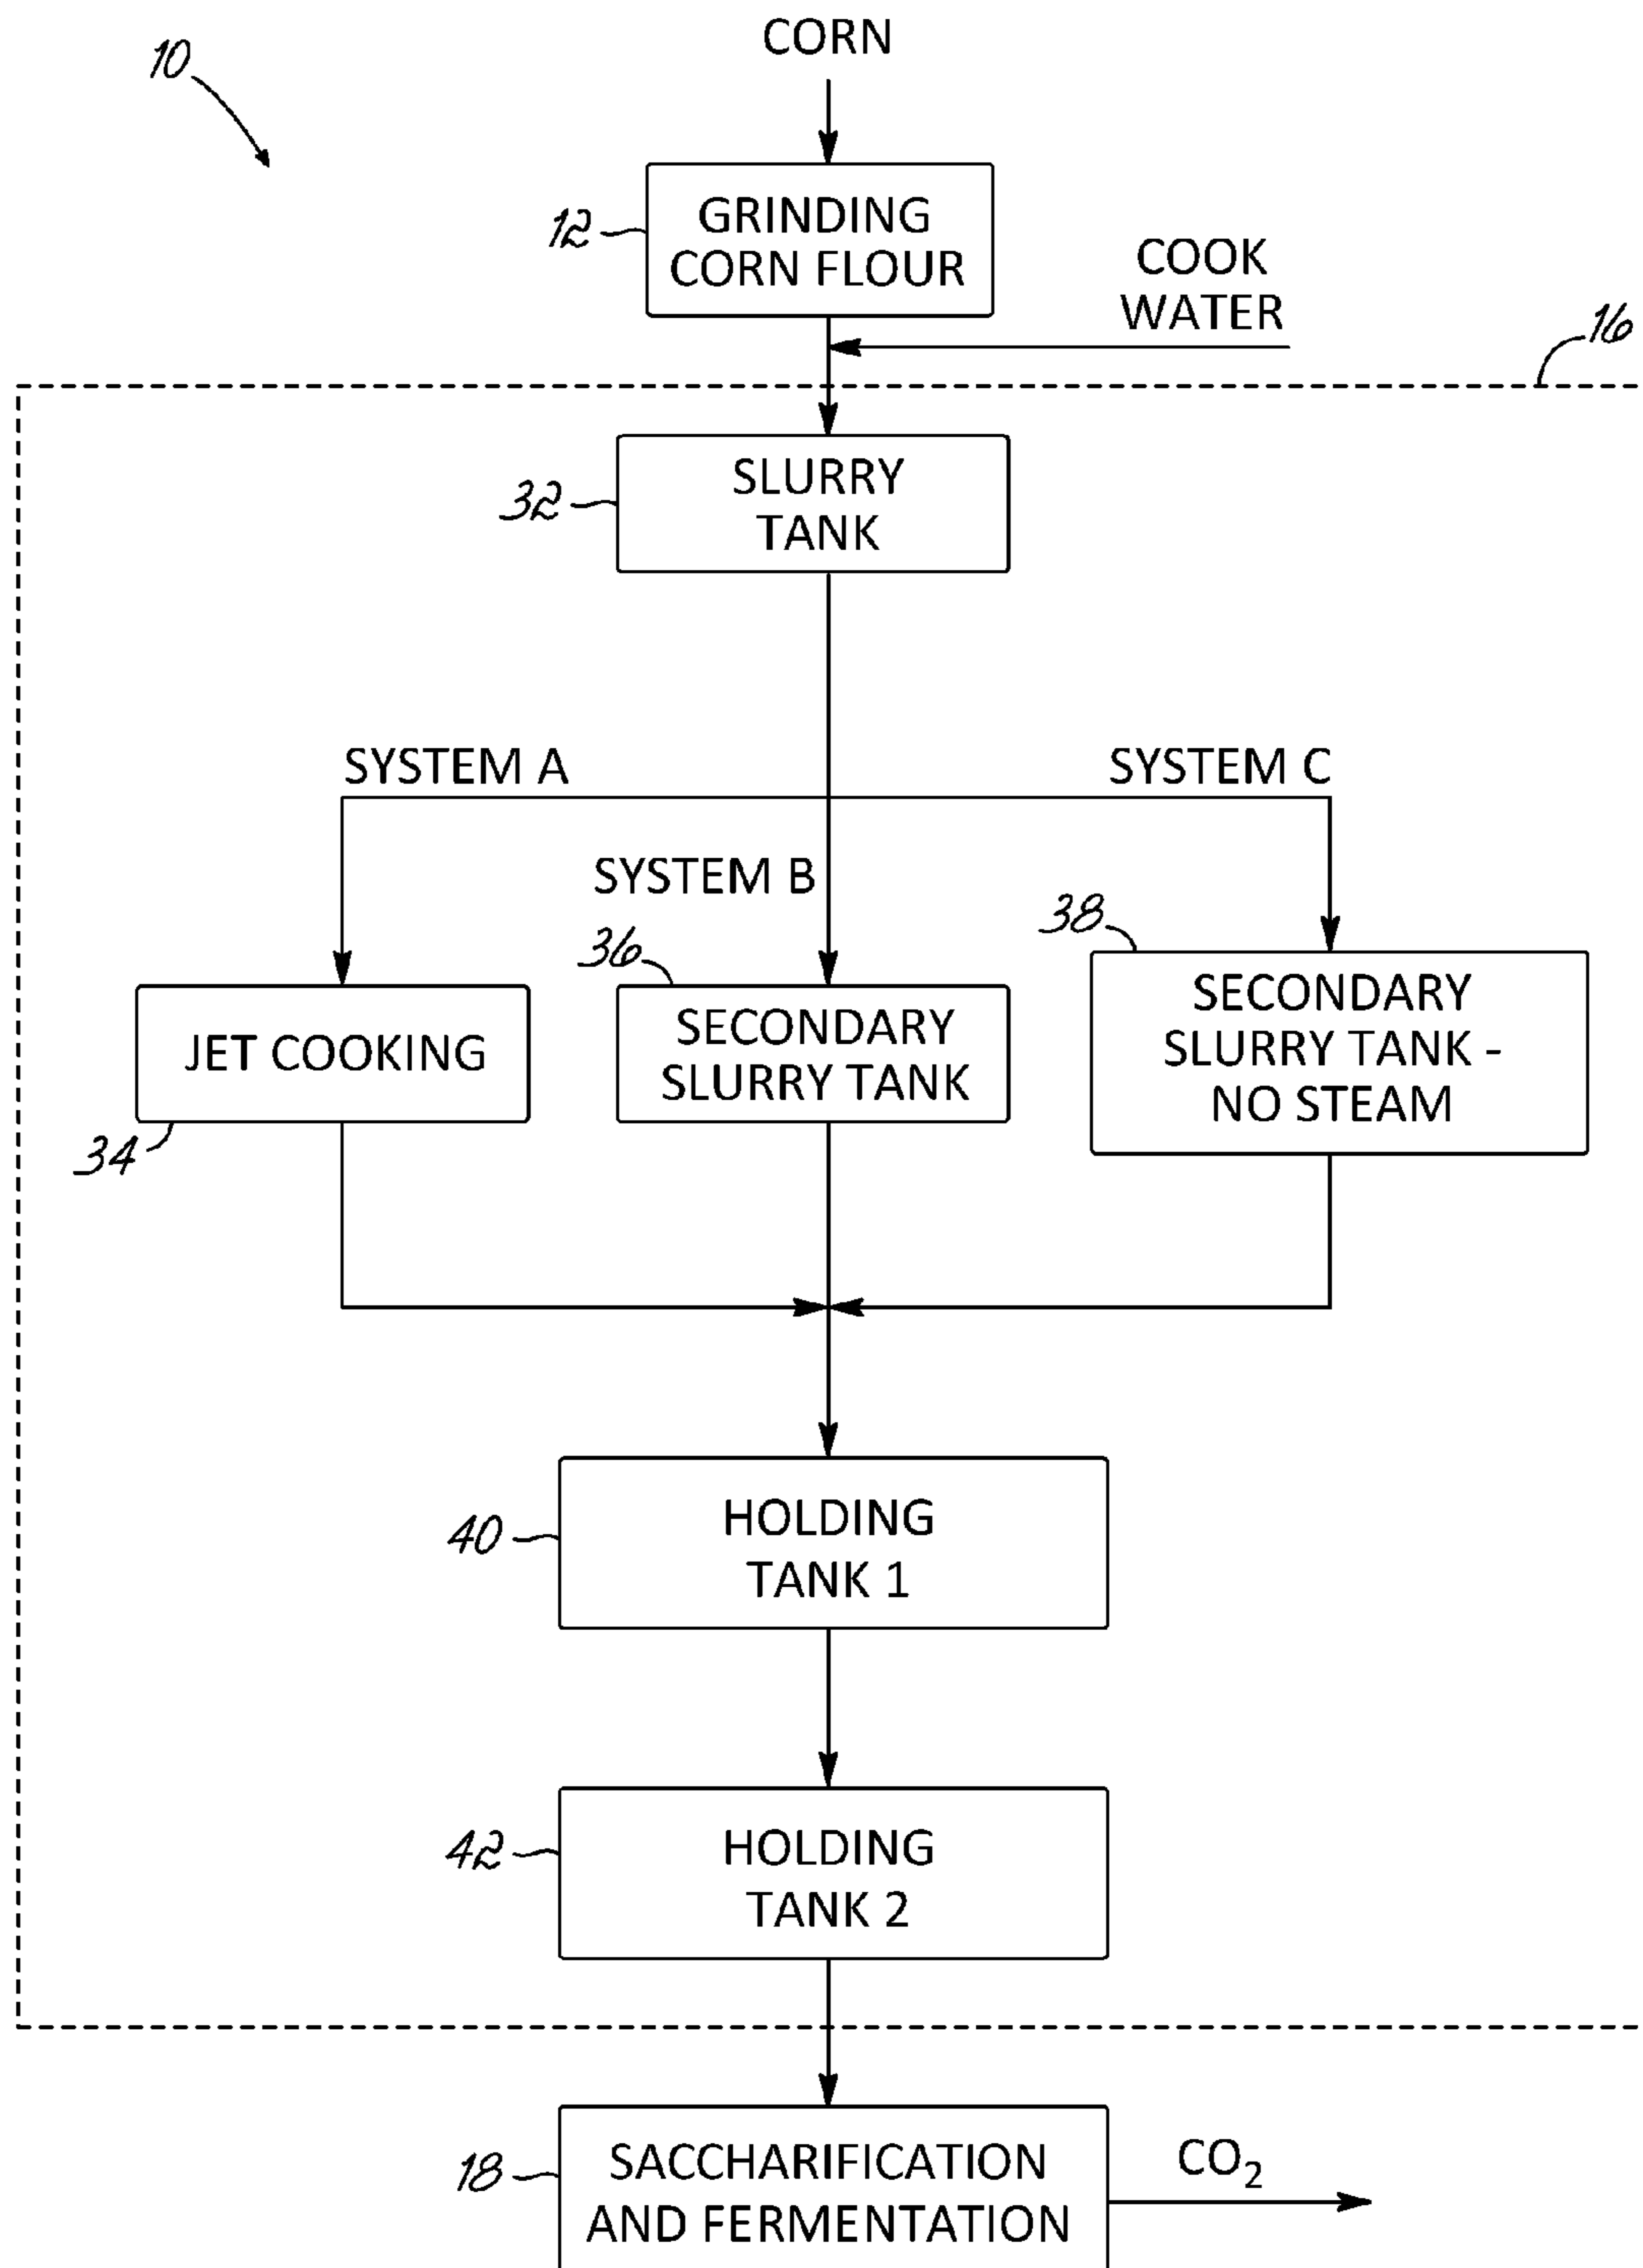 CORN
10
GRINDING
CORN FLOUR
12
COOK
WATER
16
SLURRY
TANK
32
SYSTEM A
SYSTEM C
SYSTEM B
38
36
JET COOKING
SECONDARY
SLURRY TANK
SECONDARY
SLURRY TANK -
NO STEAM
34
HOLDING
TANK 1
40
HOLDING
TANK 2
42
SACCHARIFICATION
AND FERMENTATION
18
CO₂